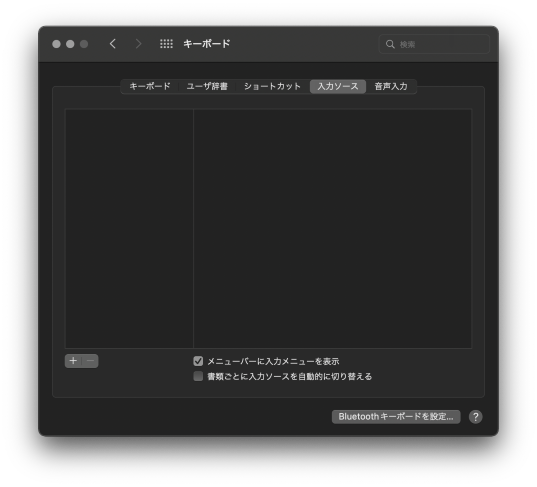 キーボード
検索
キーボード ユーザ辞書 ショートカット 入力ソース 音声入力
+ −
メニューバーに入力メニューを表示
書類ごとに入力ソースを自動的に切り替える
Bluetoothキーボードを設定... ?